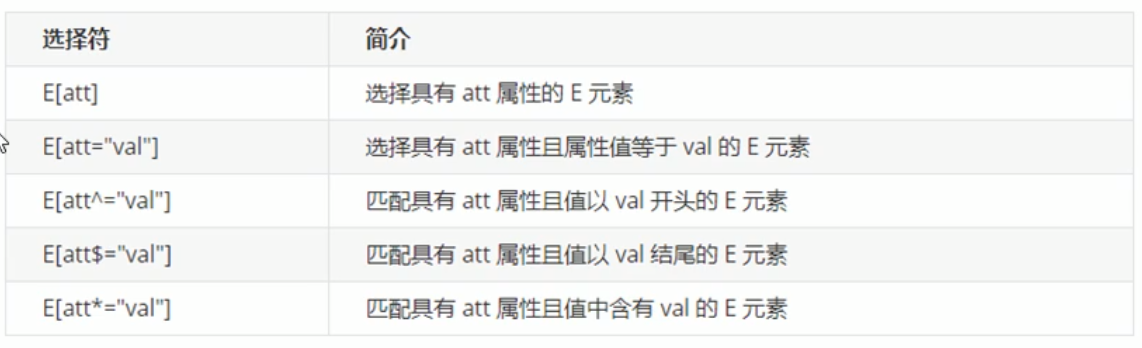 选择符 简介
E[att] 选择具有 att 属性的 E 元素
E[att="val"] 选择具有 att 属性且属性值等于 val 的 E 元素
E[att^="val"] 匹配具有 att 属性且值以 val 开头的 E 元素
E[att$="val"] 匹配具有 att 属性且值以 val 结尾的 E 元素
E[att*="val"] 匹配具有 att 属性且值中含有 val 的 E 元素